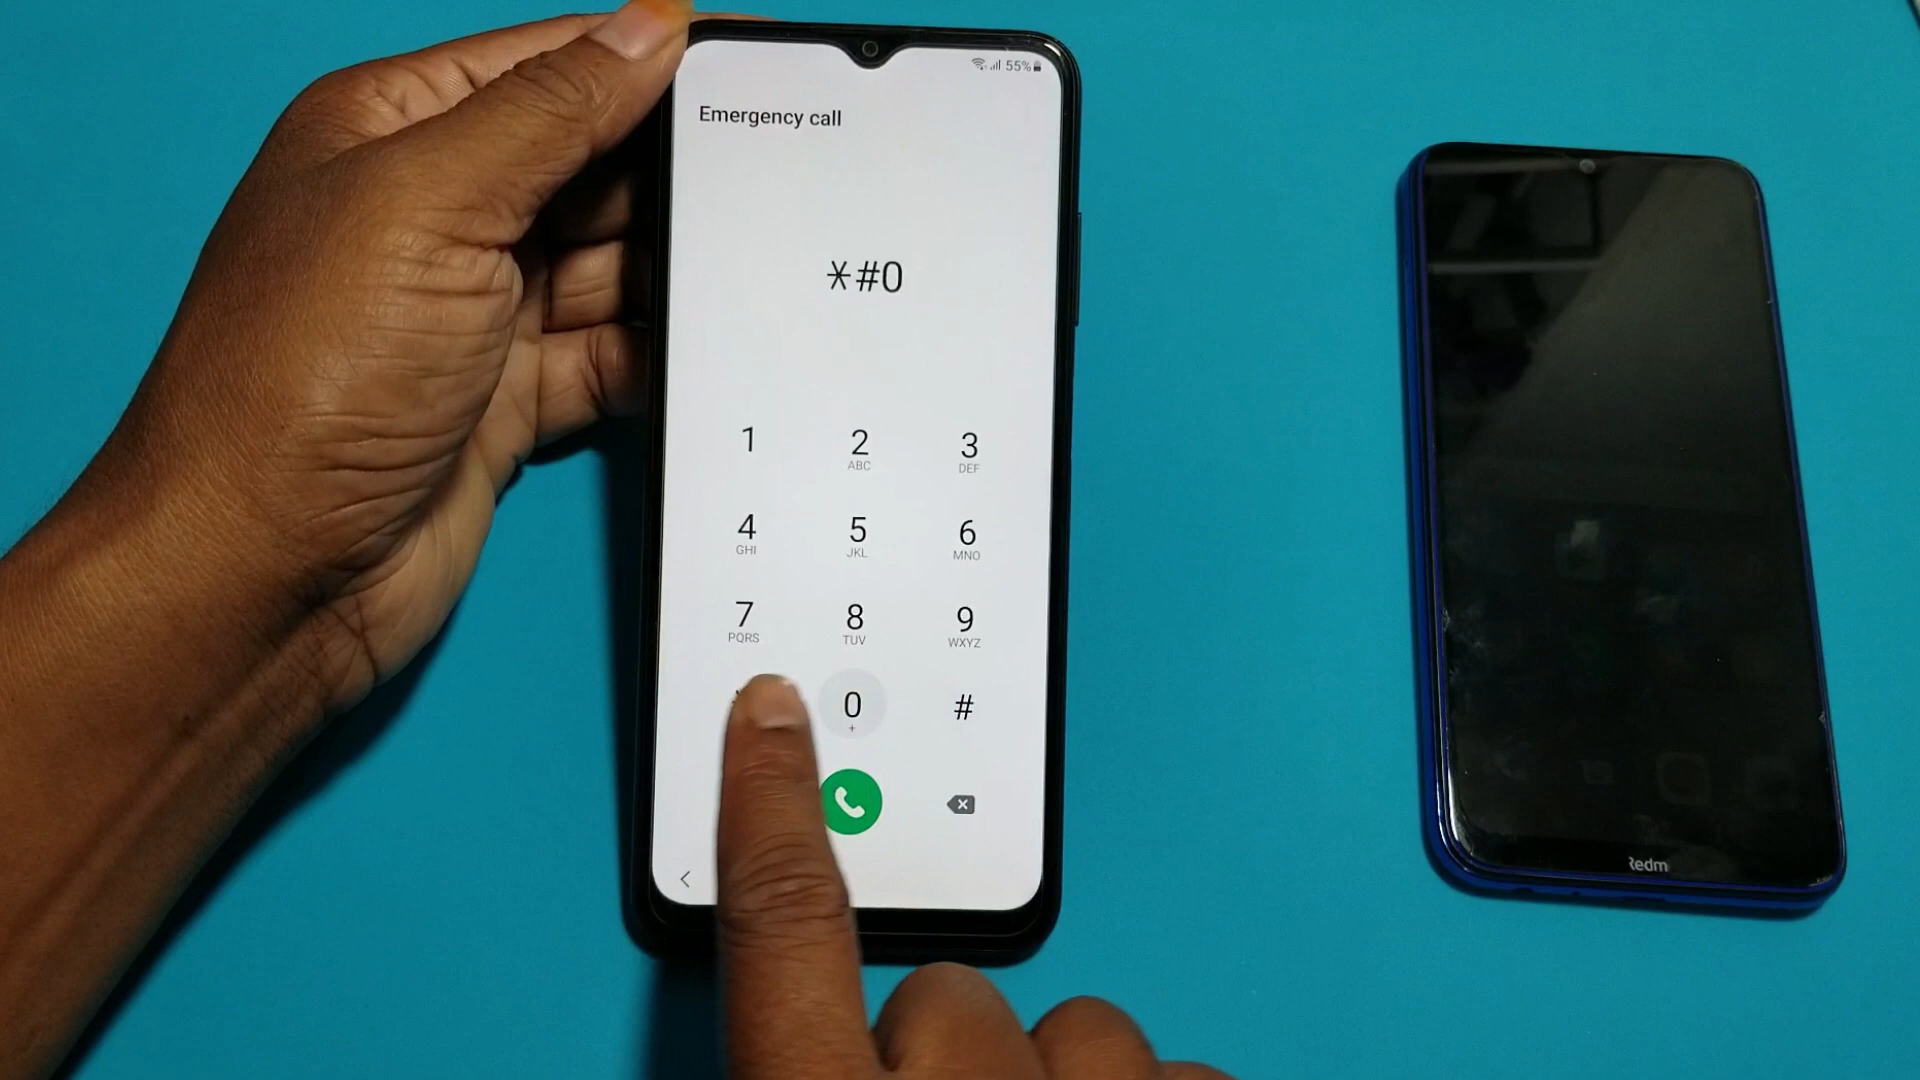 55%
Emergency call
*#0
1 2 3
ABC DEF
4 5 6
GHI JKL MNO
7 8 9
PQRS TUV WXYZ
0 #
+
Redm